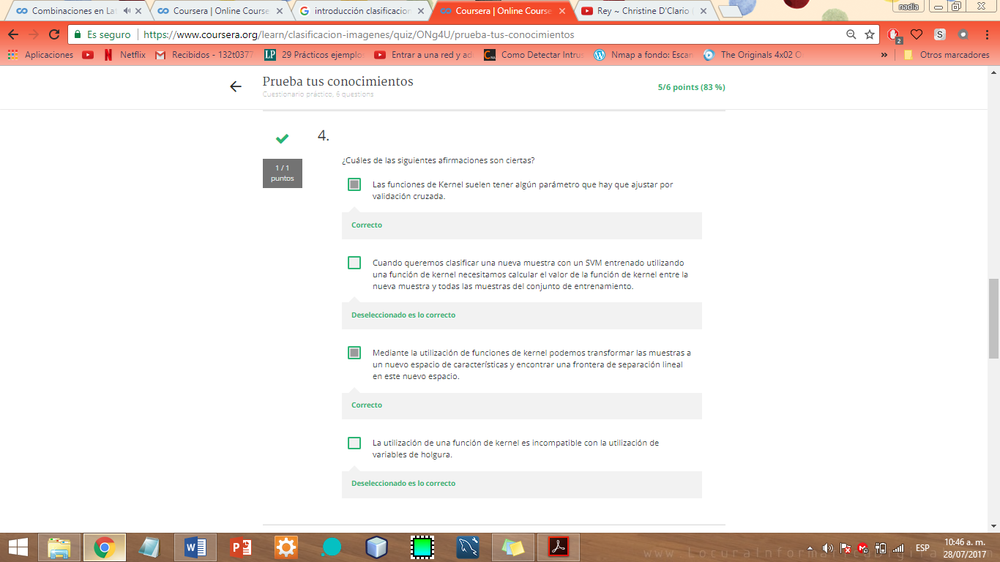 Combinaciones en La
Coursera | Online Course
introducción clasificacion
Coursera | Online Course
Rey ~ Christine D'Clario
nadia
Es seguro
https://www.coursera.org/learn/clasificacion-imagenes/quiz/ONg4U/prueba-tus-conocimientos
2
Aplicaciones
Netflix
Recibidos - 132t0377
29 Prácticos ejemplo
Entrar a una red y ad
Como Detectar Intrus
Nmap a fondo: Escan
The Originals 4x02 O
»
Otros marcadores
Prueba tus conocimientos
Cuestionario práctico, 6 questions
5/6 points (83 %)
4.
1 / 1
puntos
¿Cuáles de las siguientes afirmaciones son ciertas?
Las funciones de Kernel suelen tener algún parámetro que hay que ajustar por
validación cruzada.
Correcto
Cuando queremos clasificar una nueva muestra con un SVM entrenado utilizando
una función de kernel necesitamos calcular el valor de la función de kernel entre la
nueva muestra y todas las muestras del conjunto de entrenamiento.
Deseleccionado es lo correcto
Mediante la utilización de funciones de kernel podemos transformar las muestras a
un nuevo espacio de características y encontrar una frontera de separación lineal
en este nuevo espacio.
Correcto
La utilización de una función de kernel es incompatible con la utilización de
variables de holgura.
Deseleccionado es lo correcto
ESP
10:46 a. m.
28/07/2017